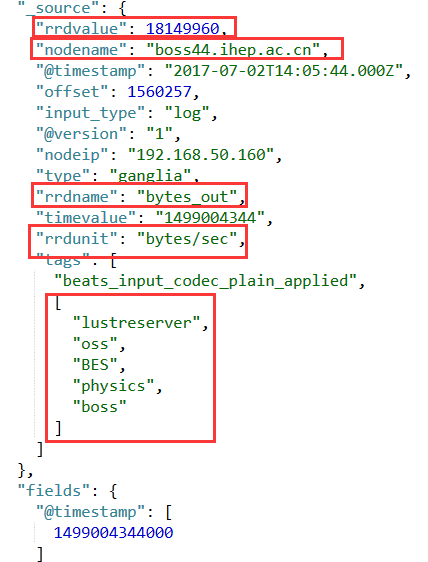 "_source": {
"rrdvalue": 18149960,
"nodename": "boss44.ihep.ac.cn",
"@timestamp": "2017-07-02T14:05:44.000Z",
"offset": 1560257,
"input_type": "log",
"@version": "1",
"nodeip": "192.168.50.160",
"type": "ganglia",
"rrdname": "bytes_out",
"timevalue": "1499004344",
"rrdunit": "bytes/sec",
"tags": [
"beats_input_codec_plain_applied",
[
"lustreserver",
"oss",
"BES",
"physics",
"boss"
]
]
},
"fields": {
"@timestamp": [
1499004344000
]